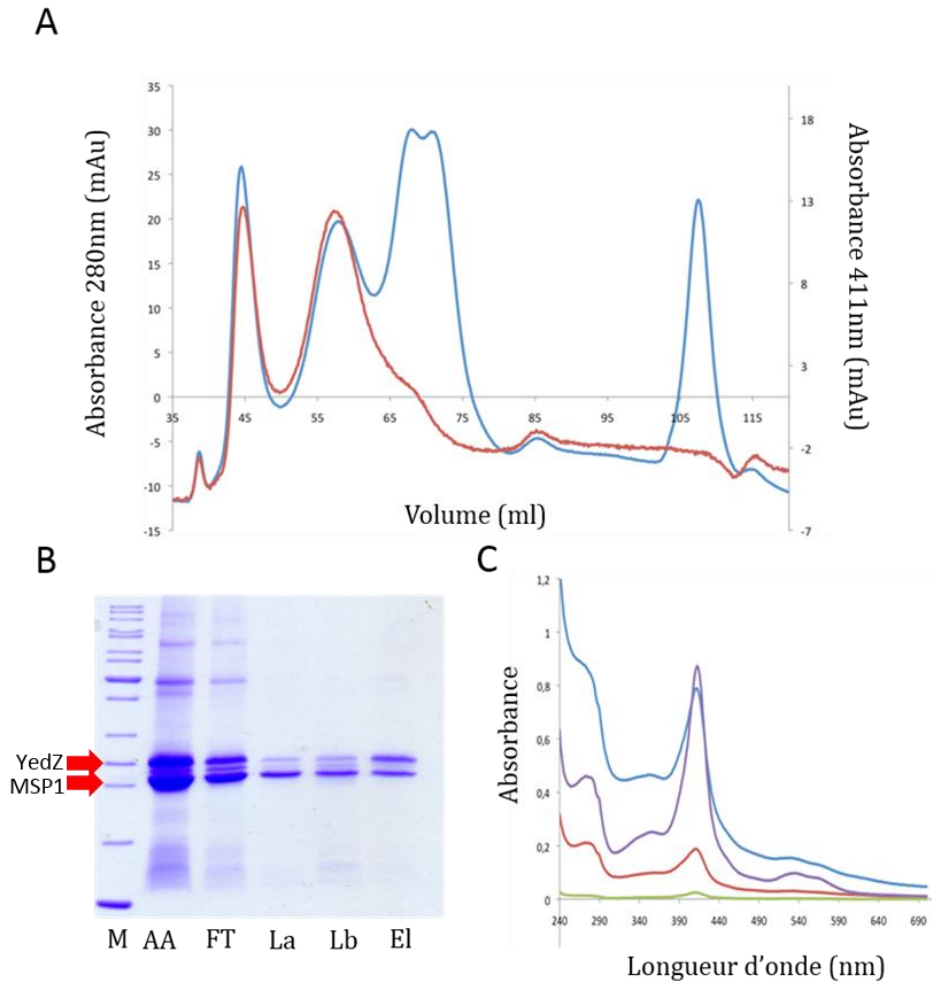 A
Absorbance 280nm (mAu)
35
30
25
20
15
10
5
0
-5
-10
-15
35 45 55 65 75 85 95 105 115
18
13
8
3
-2
-7
Absorbance 411nm (mAu)
Volume (ml)
B
YedZ
MSP1
M AA FT La Lb El
C
Absorbance
1,2
1
0,8
0,6
0,4
0,2
0
240 290 340 390 440 490 540 590 640 690
Longueur d'onde (nm)